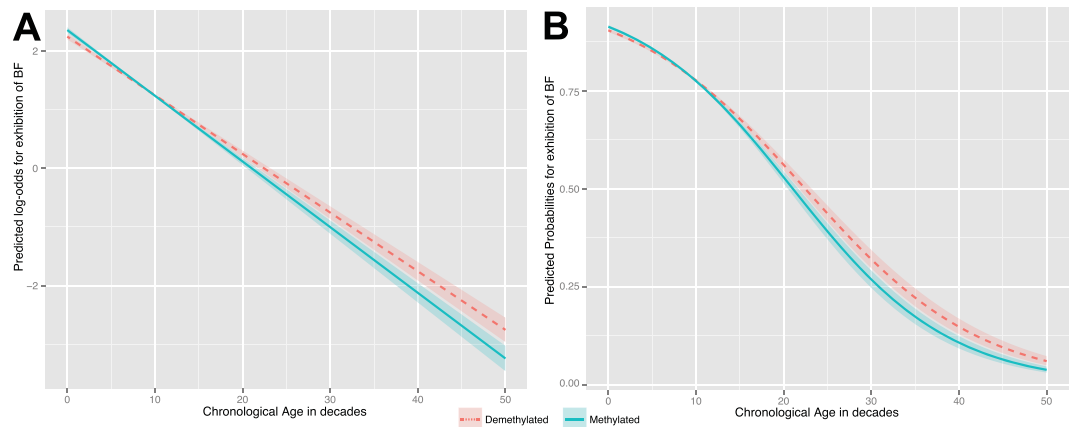 A
Predicted log-odds for exhibition of BF
2
0
−2
0 10 20 30 40 50
Chronological Age in decades
B
Predicted Probabilities for exhibition of BF
0.75
0.50
0.25
0.00
0 10 20 30 40 50
Chronological Age in decades
Demethylated Methylated